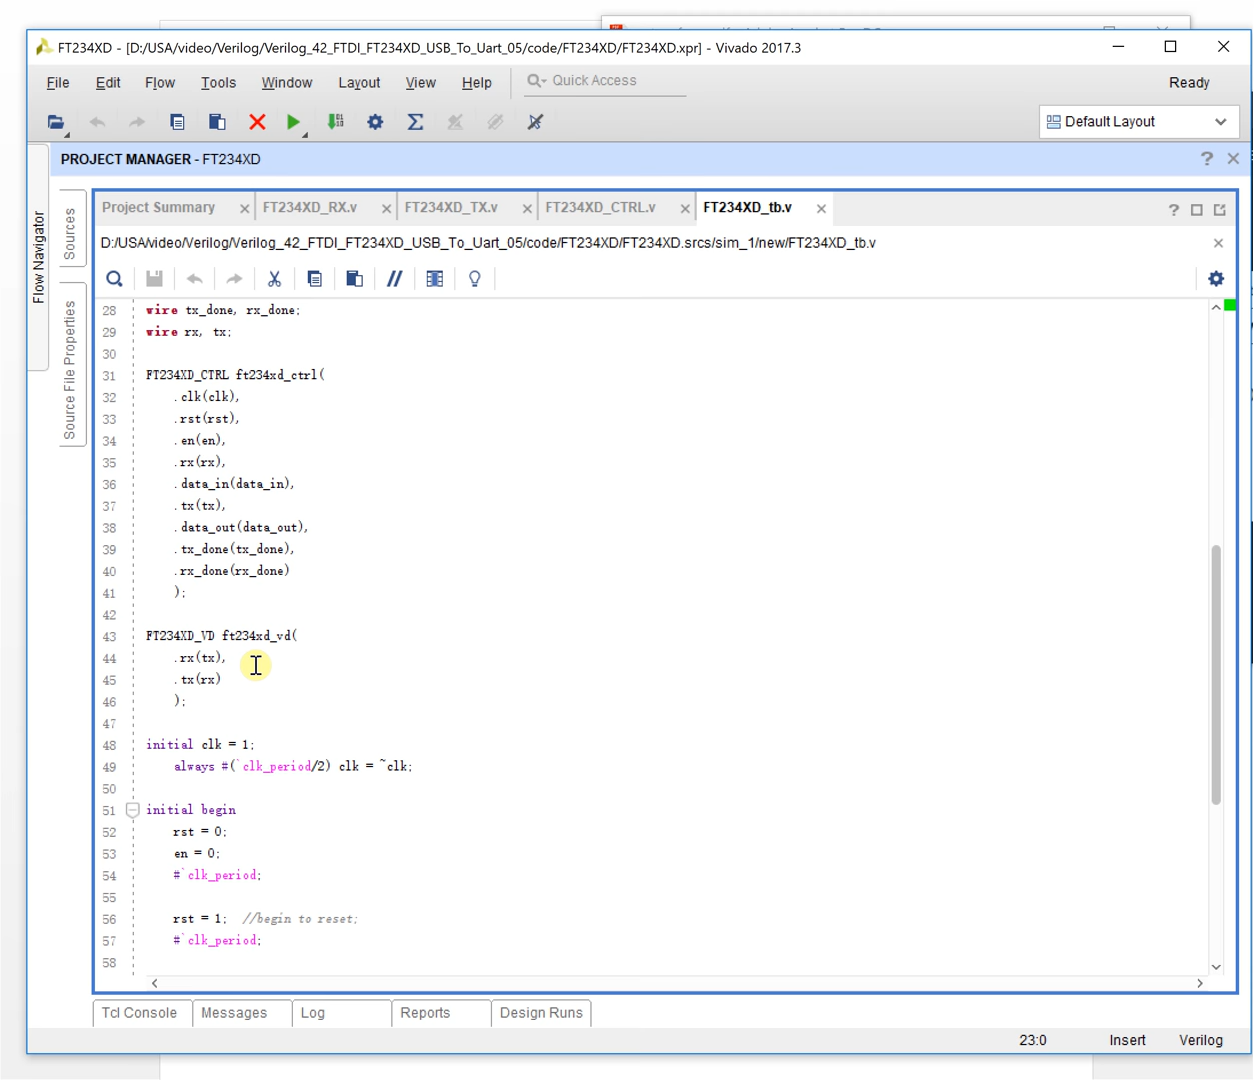 FT234XD - [D:/USA/video/Verilog/Verilog_42_FTDI_FT234XD_USB_To_Uart_05/code/FT234XD/FT234XD.xpr] - Vivado 2017.3
File Edit Flow Tools Window Layout View Help Quick Access Ready
Default Layout
PROJECT MANAGER - FT234XD
Flow Navigator
Sources
Source File Properties
Project Summary FT234XD_RX.v FT234XD_TX.v FT234XD_CTRL.v FT234XD_tb.v
D:/USA/video/Verilog/Verilog_42_FTDI_FT234XD_USB_To_Uart_05/code/FT234XD/FT234XD.srcs/sim_1/new/FT234XD_tb.v
28 wire tx_done, rx_done;
29 wire rx, tx;
30
31 FT234XD_CTRL ft234xd_ctrl(
32 .clk(clk),
33 .rst(rst),
34 .en(en),
35 .rx(rx),
36 .data_in(data_in),
37 .tx(tx),
38 .data_out(data_out),
39 .tx_done(tx_done),
40 .rx_done(rx_done)
41 );
42
43 FT234XD_VD ft234xd_vd(
44 .rx(tx),
45 .tx(rx)
46 );
47
48 initial clk = 1;
49 always #(`clk_period/2) clk = ~clk;
50
51 initial begin
52 rst = 0;
53 en = 0;
54 #`clk_period;
55
56 rst = 1; //begin to reset;
57 #`clk_period;
58
Tcl Console Messages Log Reports Design Runs
23:0 Insert Verilog